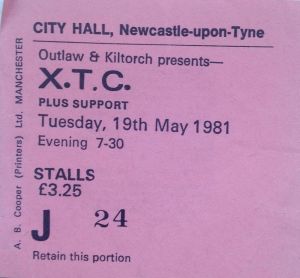 CITY HALL, Newcastle-upon-Tyne
Outlaw & Kiltorch presents—
X.T.C.
PLUS SUPPORT
Tuesday, 19th May 1981
Evening 7-30
STALLS
£3.25
J 24
Retain this portion
A. B. Cooper (Printers) Ltd. MANCHESTER